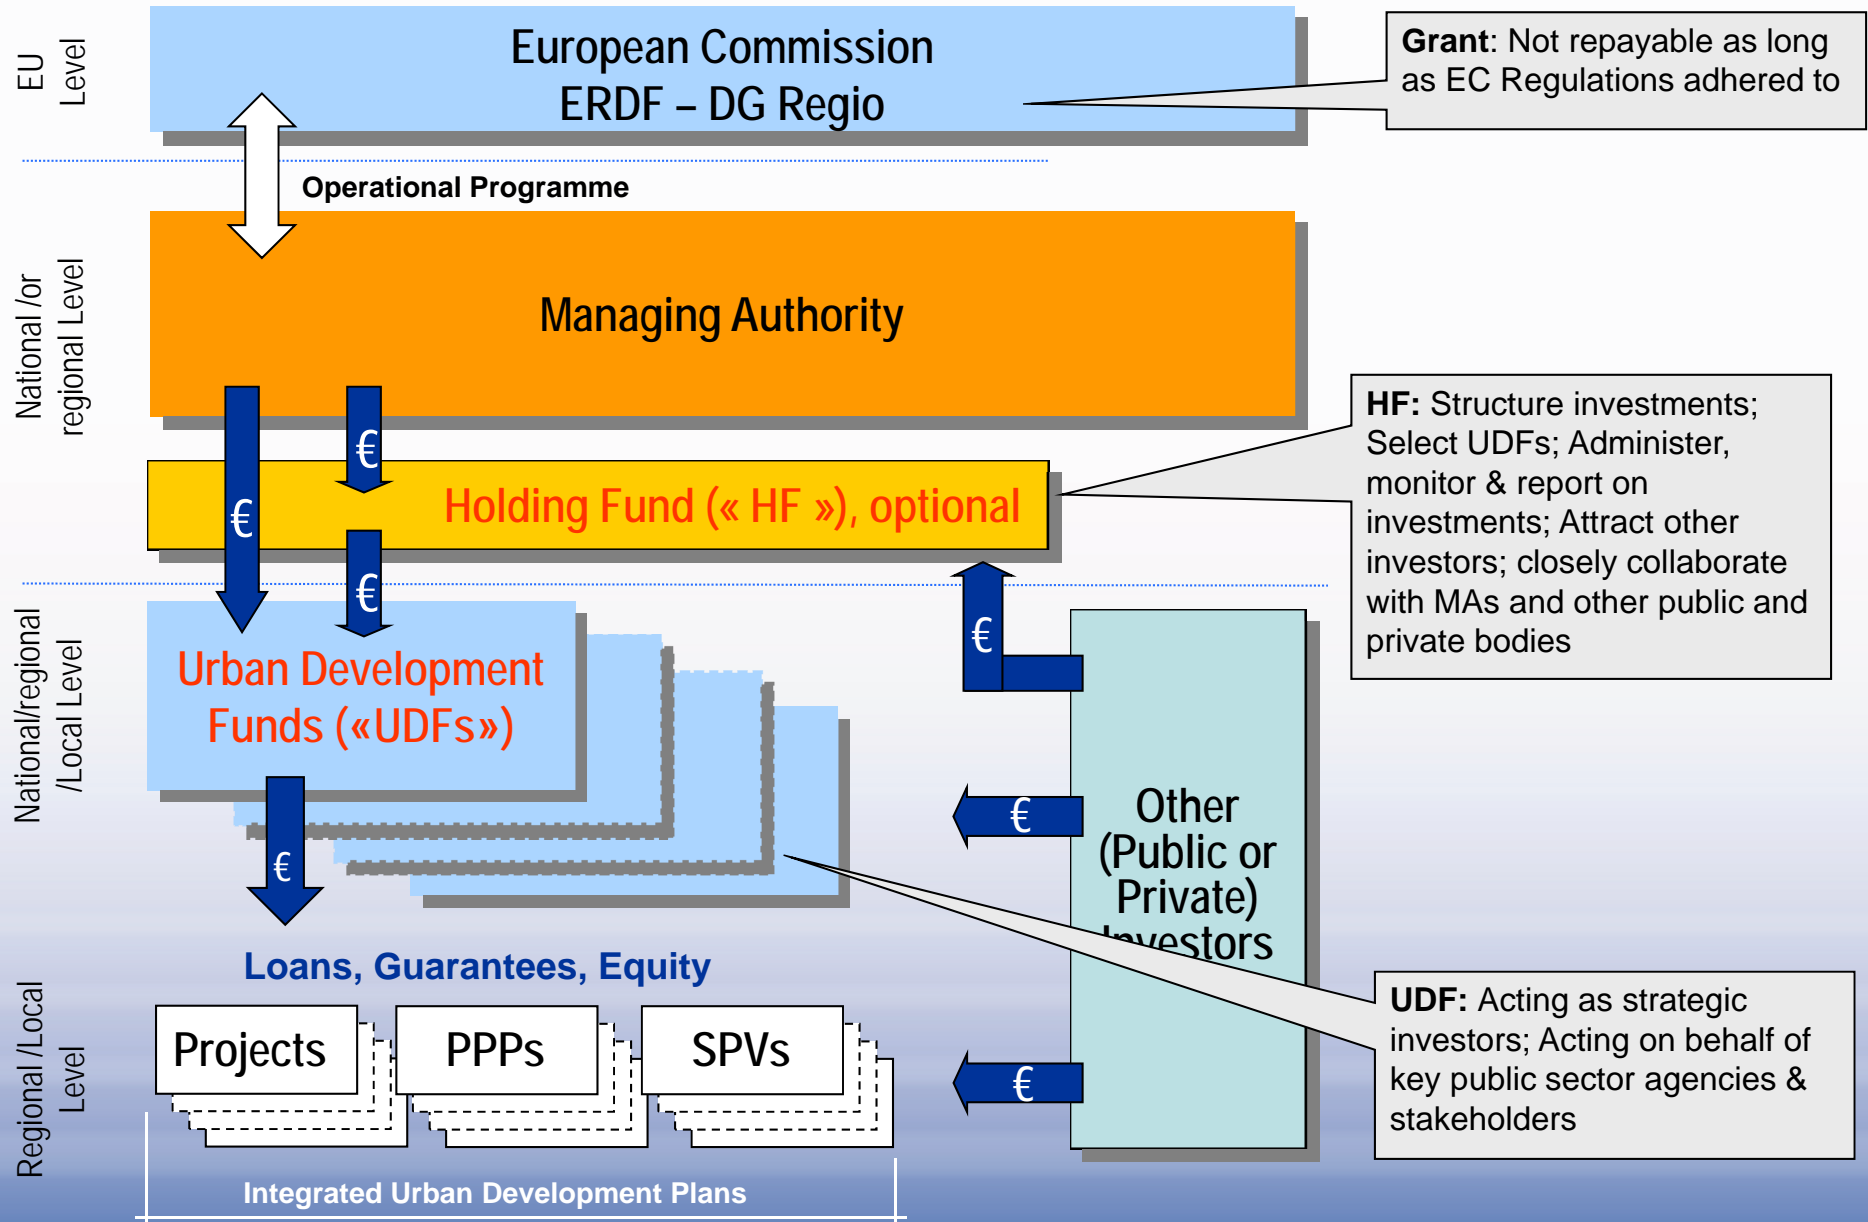 EU
Level
European Commission
ERDF – DG Regio
Grant: Not repayable as long
as EC Regulations adhered to
Operational Programme
National /or
regional Level
Managing Authority
€
€
Holding Fund (« HF »), optional
HF: Structure investments;
Select UDFs; Administer,
monitor & report on
investments; Attract other
investors; closely collaborate
with MAs and other public and
private bodies
€
€
National/regional
/Local Level
Urban Development
Funds («UDFs»)
€
€
Other
(Public or
Private)
Investors
Loans, Guarantees, Equity
UDF: Acting as strategic
investors; Acting on behalf of
key public sector agencies &
stakeholders
Regional /Local
Level
Projects
PPPs
SPVs
€
Integrated Urban Development Plans